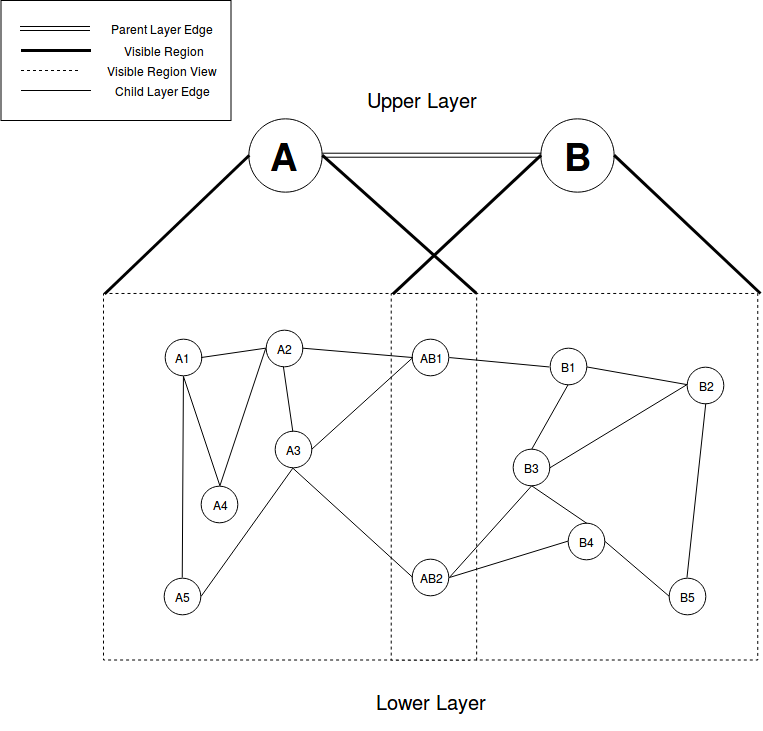 Parent Layer Edge
Visible Region
Visible Region View
Child Layer Edge
Upper Layer
A
B
A1
A2
AB1
B1
B2
A3
B3
A4
B4
AB2
A5
B5
Lower Layer